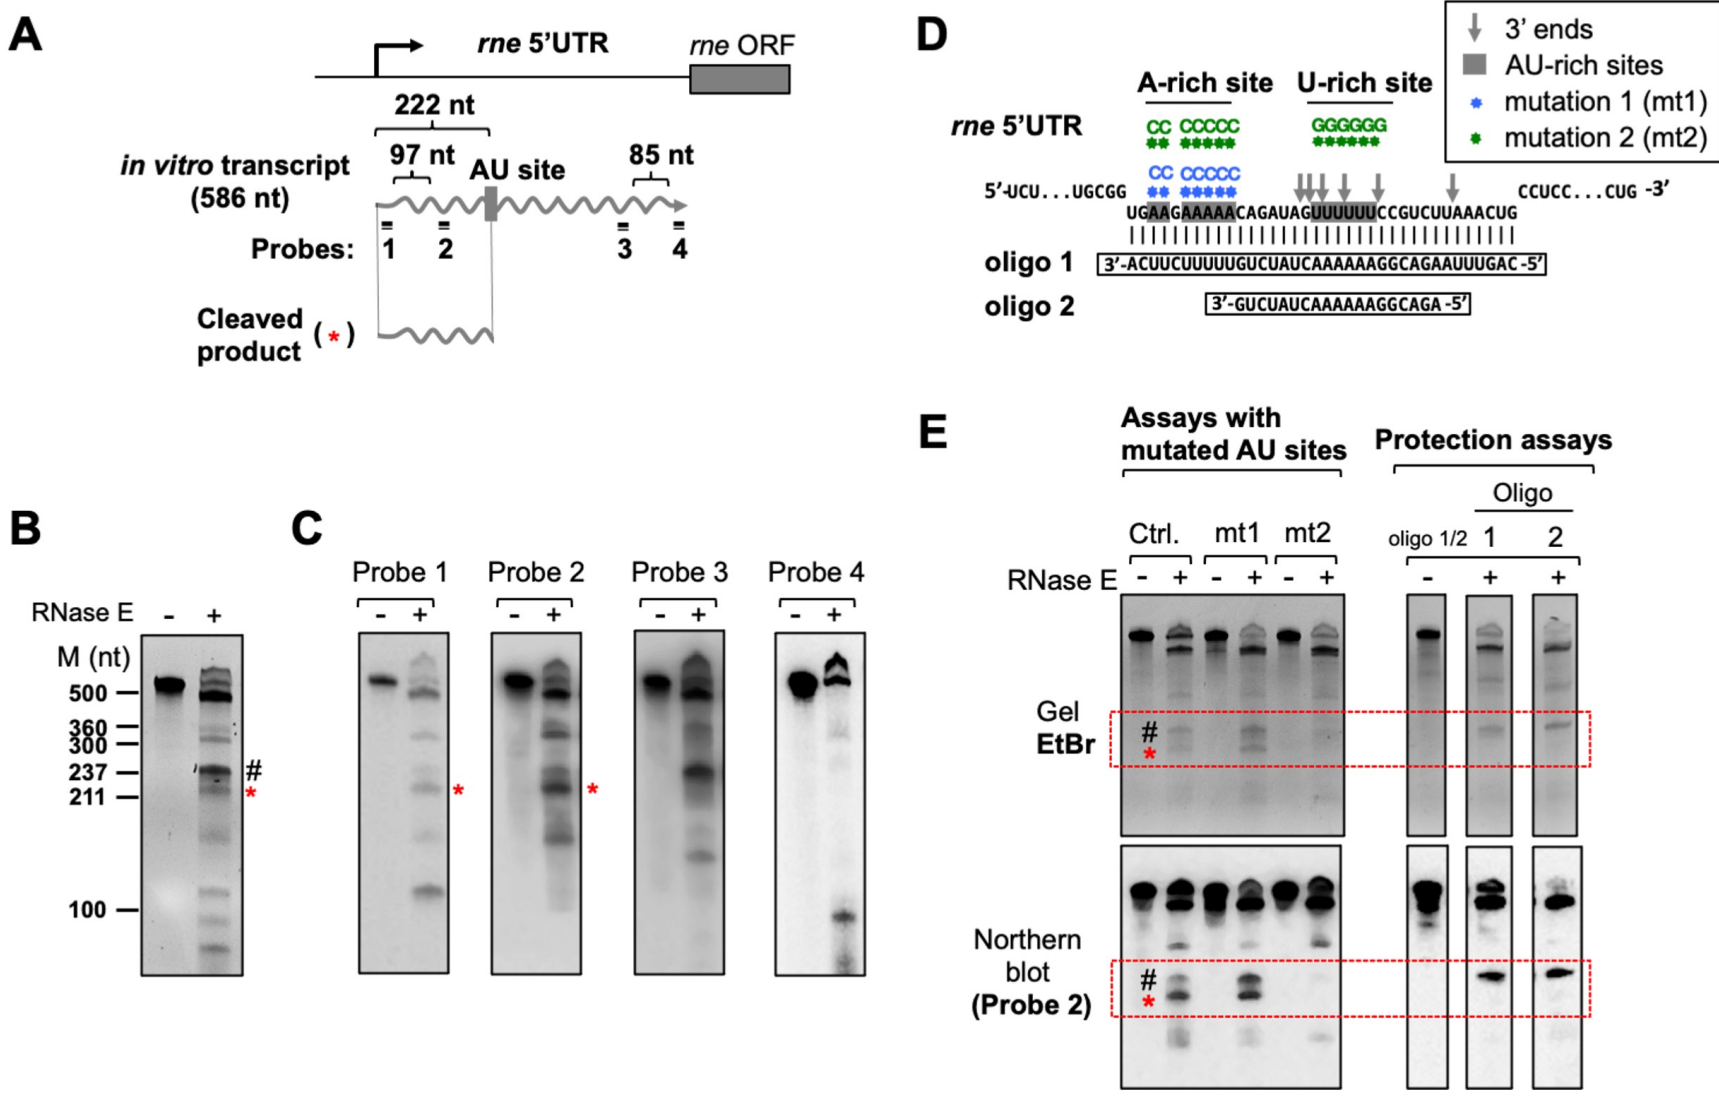 A
rne 5'UTR
rne ORF
222 nt
in vitro transcript
(586 nt)
97 nt
AU site
85 nt
Probes:
1
2
3
4
Cleaved
product
( * )
B
RNase E
-
+
M (nt)
500
360
300
237
211
100
#
*
C
Probe 1
Probe 2
Probe 3
Probe 4
- + - + - + - +
*
*
D
3' ends
AU-rich sites
mutation 1 (mt1)
mutation 2 (mt2)
A-rich site
U-rich site
rne 5'UTR
CC CCCCC
GGGGGG
CC CCCCC
5'-UCU...UGCGG
CCUCC...CUG -3'
UGAAGAAAAACAGAUAGUUUUUUCCGUCUUAAACUG
oligo 1
3'-ACUUCUUUUUGUCUAUCAAAAAAGGCAGAAUUUGAC-5'
oligo 2
3'-GUCUAUCAAAAAAGGCAGA-5'
E
Assays with
mutated AU sites
Protection assays
Oligo
Ctrl.
mt1
mt2
oligo 1/2
1
2
RNase E
- + - + - +
- + +
Gel
EtBr
#
*
Northern
blot
(Probe 2)
#
*